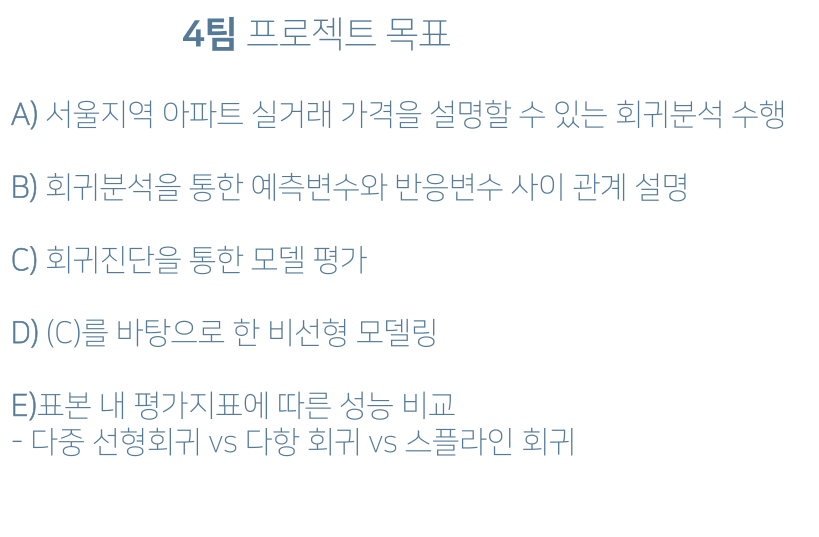 4팀 프로젝트 목표
A) 서울지역 아파트 실거래 가격을 설명할 수 있는 회귀분석 수행
B) 회귀분석을 통한 예측변수와 반응변수 사이 관계 설명
C) 회귀진단을 통한 모델 평가
D) (C)를 바탕으로 한 비선형 모델링
E)표본 내 평가지표에 따른 성능 비교
- 다중 선형회귀 vs 다항 회귀 vs 스플라인 회귀